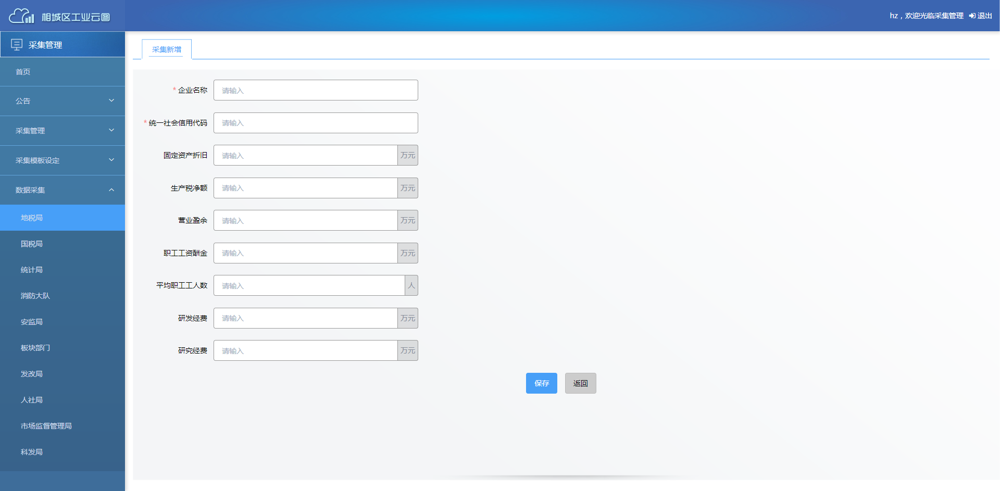 相城区工业云图
hz，欢迎光临采集管理 退出
采集管理
首页
公告
采集管理
采集模板设定
数据采集
地税局
国税局
统计局
消防大队
安监局
板块部门
发改局
人社局
市场监督管理局
科发局
采集新增
* 企业名称 请输入
* 统一社会信用代码 请输入
固定资产折旧 请输入 万元
生产税净额 请输入 万元
营业盈余 请输入 万元
职工工资酬金 请输入 万元
平均职工工人数 请输入 人
研发经费 请输入 万元
研究经费 请输入 万元
保存 返回